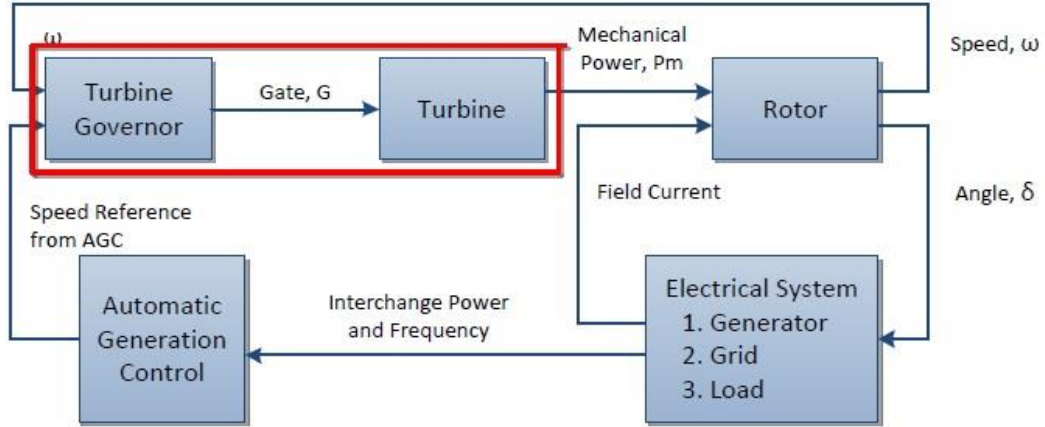 ω
Mechanical
Power, Pm
Speed, ω
Turbine
Governor
Gate, G
Turbine
Rotor
Field Current
Angle, δ
Speed Reference
from AGC
Automatic
Generation
Control
Interchange Power
and Frequency
Electrical System
1. Generator
2. Grid
3. Load